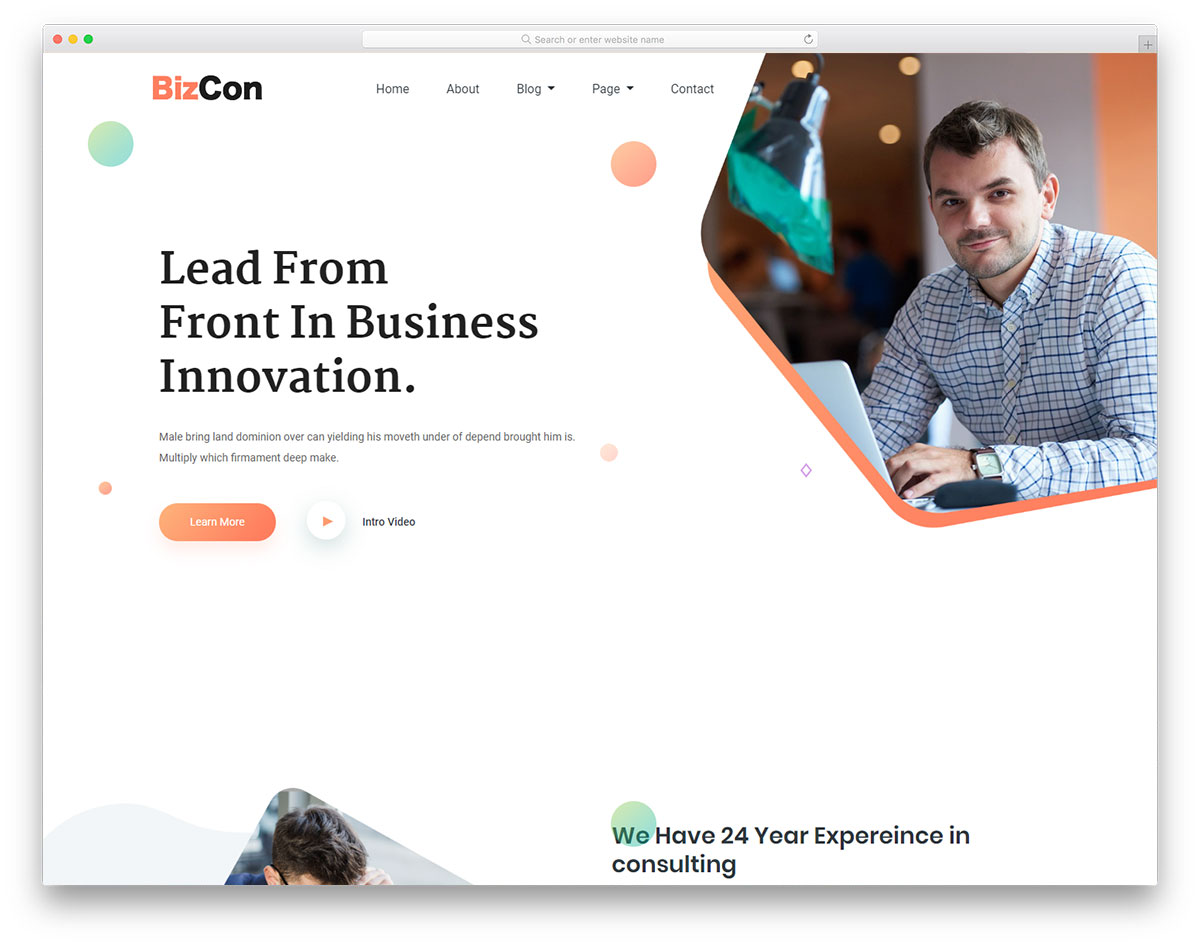 Search or enter website name
BizCon
Home About Blog Page Contact
Lead From
Front In Business
Innovation.
Male bring land dominion over can yielding his moveth under of depend brought him is.
Multiply which firmament deep make.
Learn More
Intro Video
We Have 24 Year Expereince in
consulting